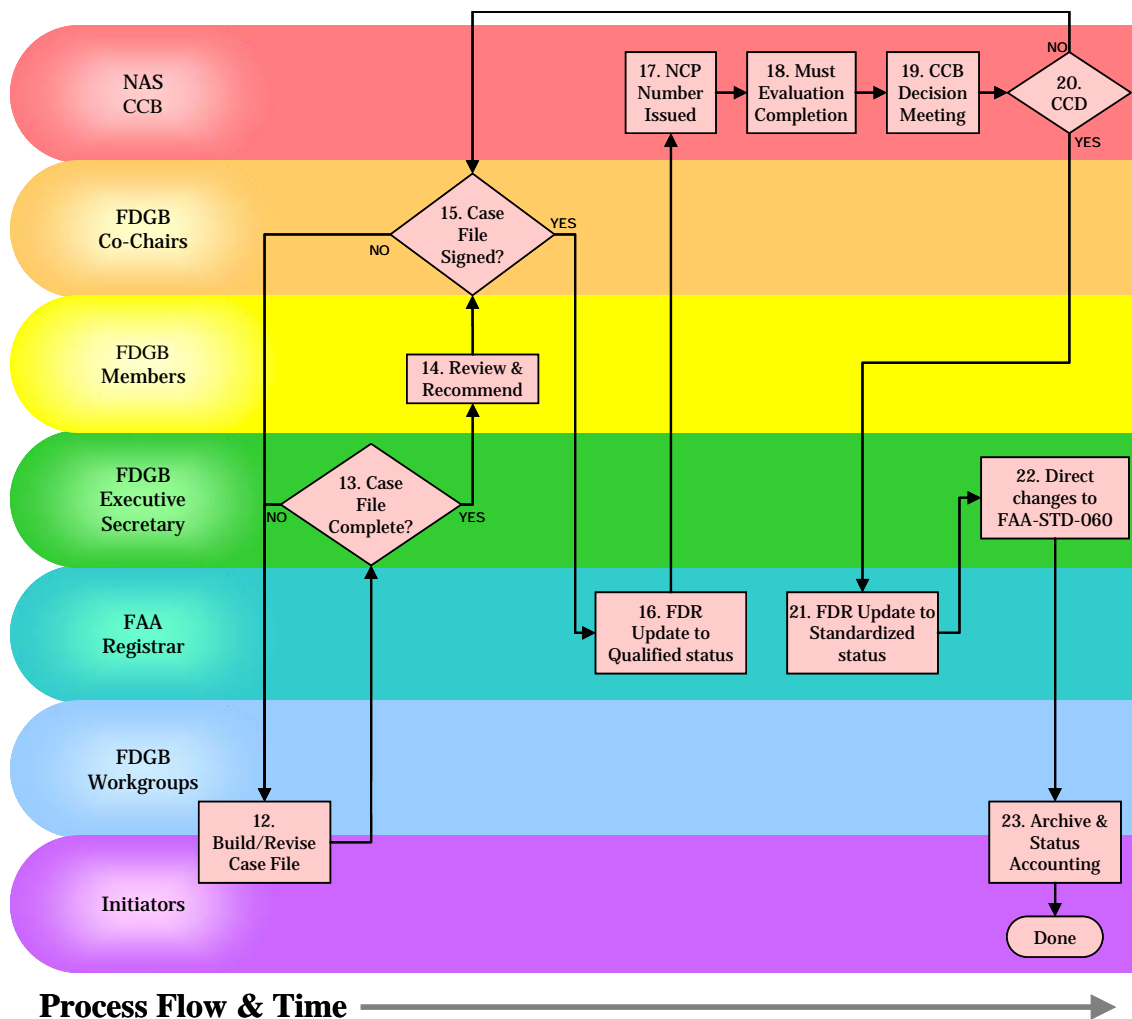 NO
NAS
CCB
17. NCP
Number
Issued
18. Must
Evaluation
Completion
19. CCB
Decision
Meeting
20.
CCD
YES
FDGB
Co-Chairs
15. Case
File
Signed?
YES
NO
FDGB
Members
14. Review &
Recommend
FDGB
Executive
Secretary
13. Case
File
Complete?
NO
YES
22. Direct
changes to
FAA-STD-060
FAA
Registrar
16. FDR
Update to
Qualified status
21. FDR Update to
Standardized
status
FDGB
Workgroups
12.
Build/Revise
Case File
23. Archive &
Status
Accounting
Initiators
Done
Process Flow & Time